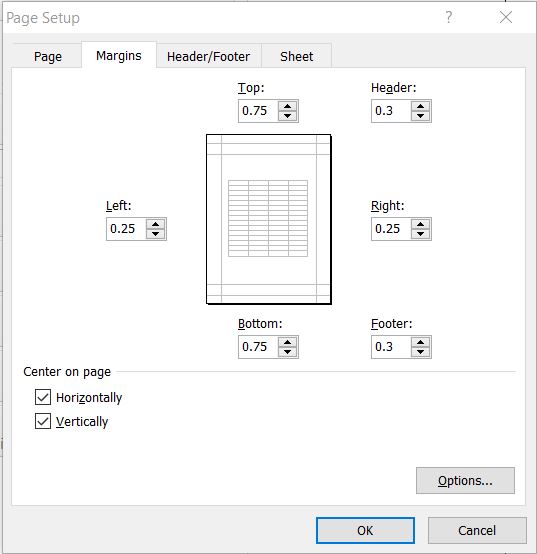 Page Setup
?
Page Margins Header/Footer Sheet
Top: Header:
0.75 0.3
Left: Right:
0.25 0.25
Bottom: Footer:
0.75 0.3
Center on page
Horizontally
Vertically
Options...
OK Cancel